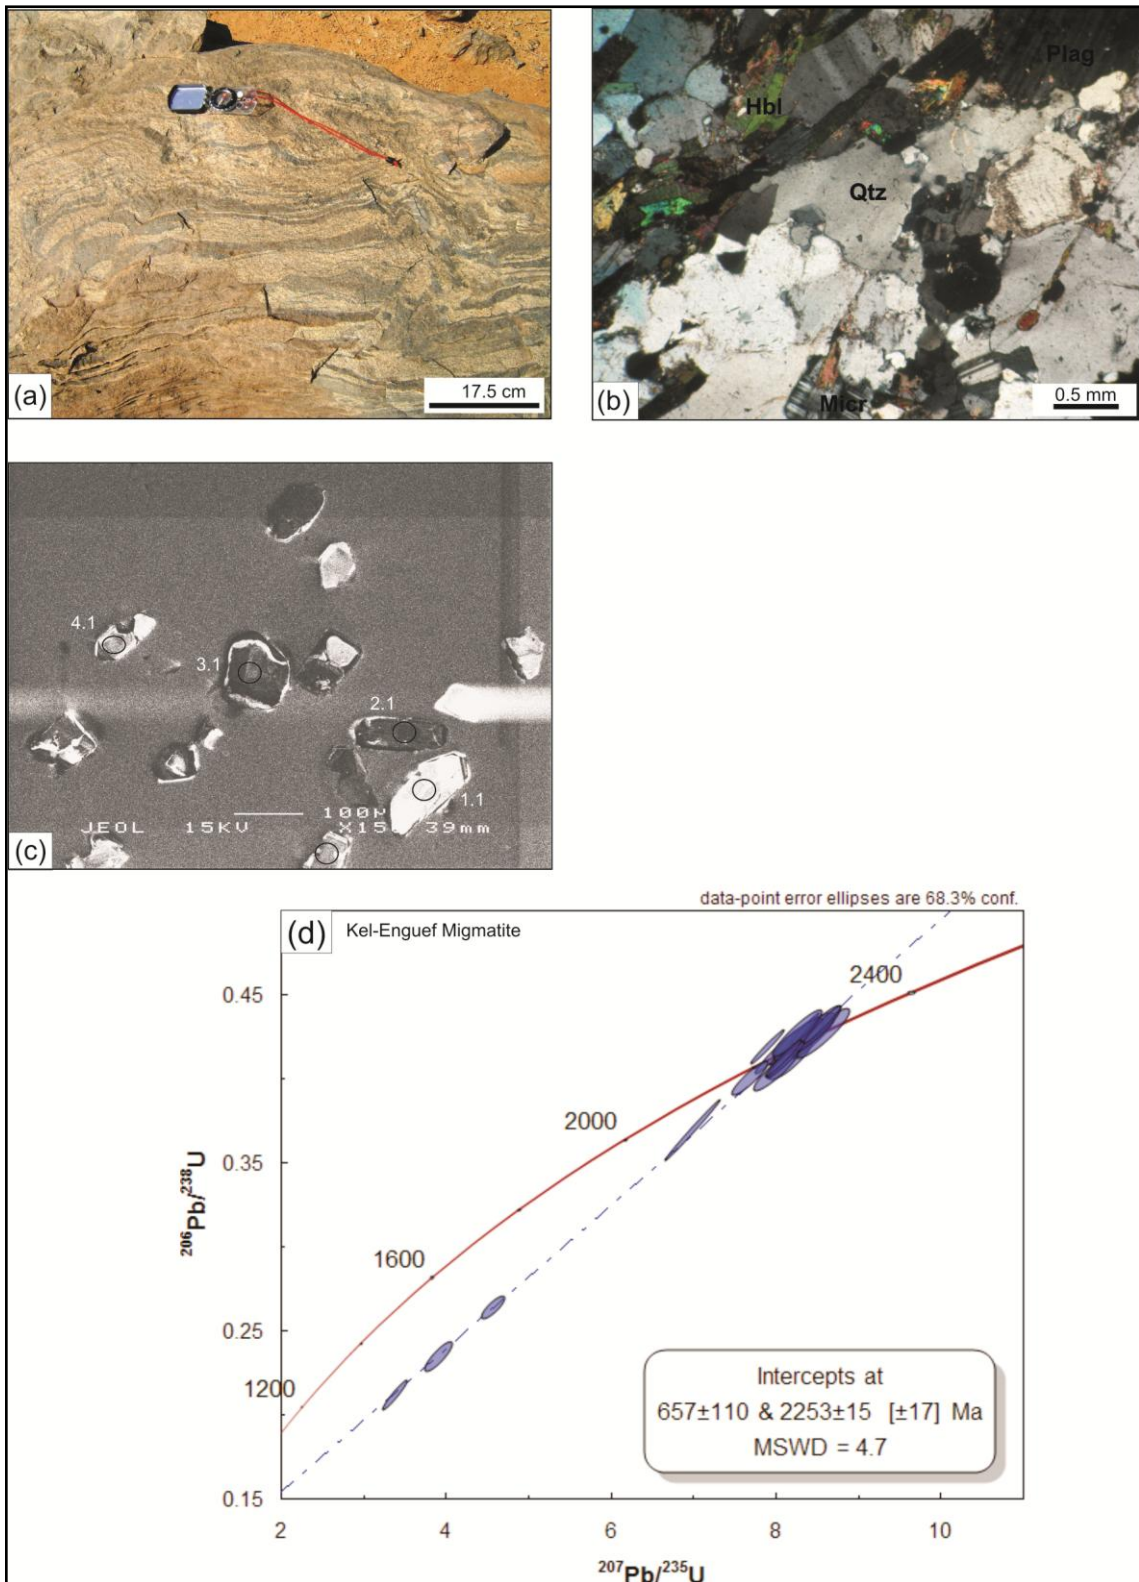 (a)
17.5 cm
Hbl
Plag
Qtz
Micr
(b)
0.5 mm
4.1
3.1
2.1
1.1
100μ
JEOL 15KV X15 39mm
(c)
data-point error ellipses are 68.3% conf.
(d) Kel-Enguef Migmatite
2400
0.45
2000
0.35
1600
0.25
1200
0.15
206Pb/238U
Intercepts at
657±110 & 2253±15 [±17] Ma
MSWD = 4.7
2 4 6 8 10
207Pb/235U